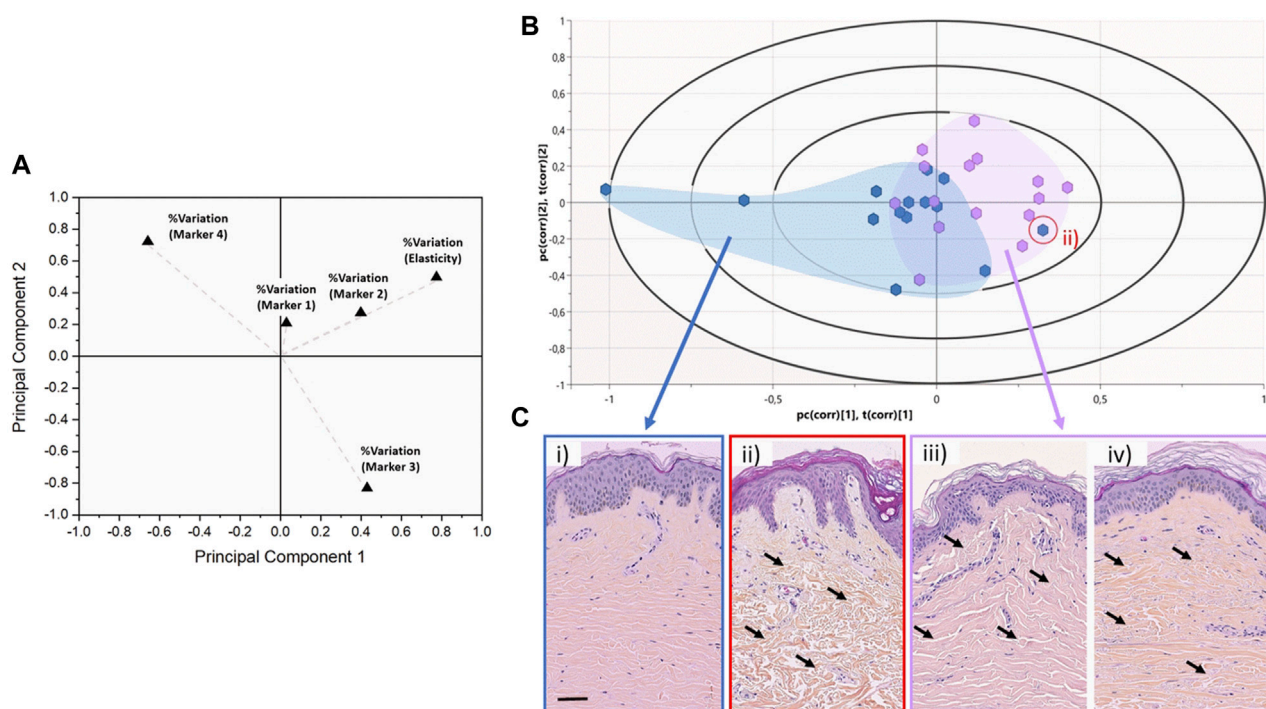 A
1.0
0.8
0.6
0.4
0.2
0.0
-0.2
-0.4
-0.6
-0.8
-1.0
Principal Component 2
%Variation
(Marker 4)
%Variation
(Elasticity)
%Variation
(Marker 1)
%Variation
(Marker 2)
%Variation
(Marker 3)
-1.0 -0.8 -0.6 -0.4 -0.2 0.0 0.2 0.4 0.6 0.8 1.0
Principal Component 1
B
1
0,8
0,6
0,4
0,2
0
-0,2
-0,4
-0,6
-0,8
-1
pc(corr)[2], t(corr)[2]
ii)
-1 -0,5 0 0,5 1
pc(corr)[1], t(corr)[1]
C
i)
ii)
iii)
iv)